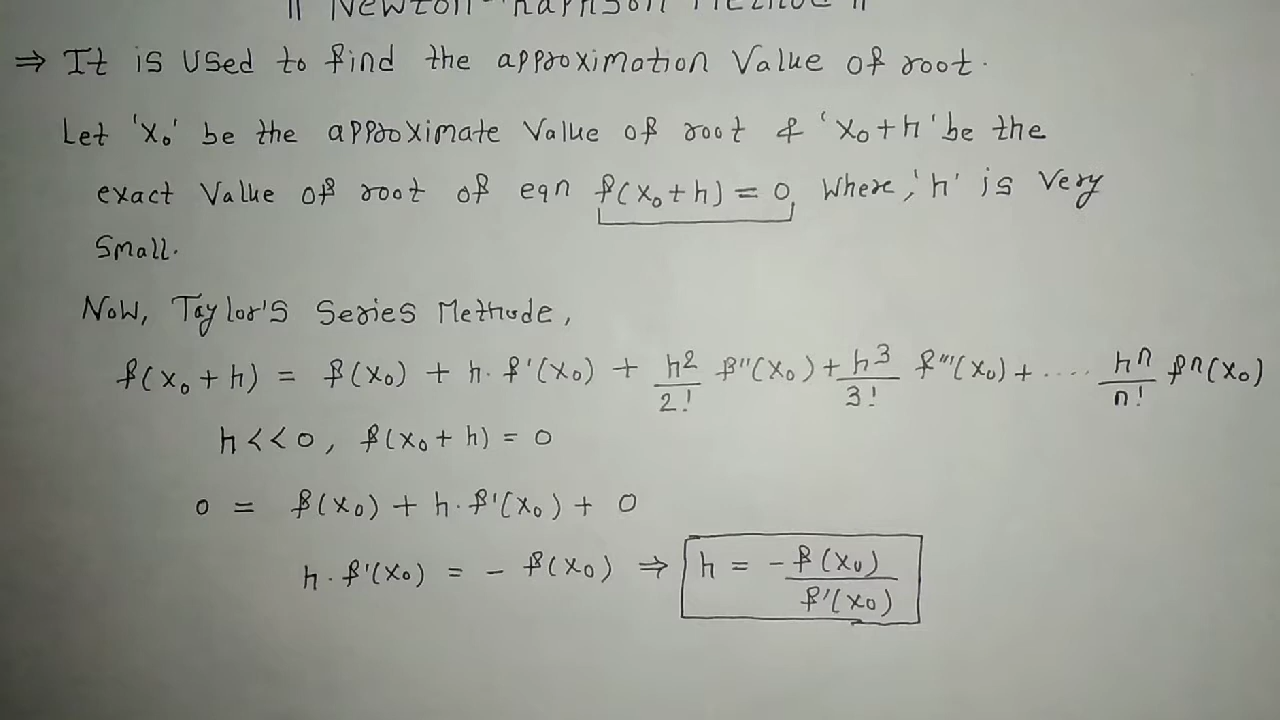 || Newton-Raphson Method ||
⇒ It is used to find the approximation Value of root.
Let 'x₀' be the approximate Value of root & 'x₀+h' be the
exact Value of root of eqn f(x₀+h) = 0, Where, 'h' is Very
Small.
Now, Taylor's Series Methode,
f(x₀ + h) = f(x₀) + h. f'(x₀) + h²/2! f''(x₀) + h³/3! f'''(x₀) + .... hⁿ/n! fⁿ(x₀)
h<<0, f(x₀+ h) = 0
0 = f(x₀) + h.f'(x₀) + 0
h. f'(x₀) = - f(x₀) ⇒ h = - f(x₀)/f'(x₀)